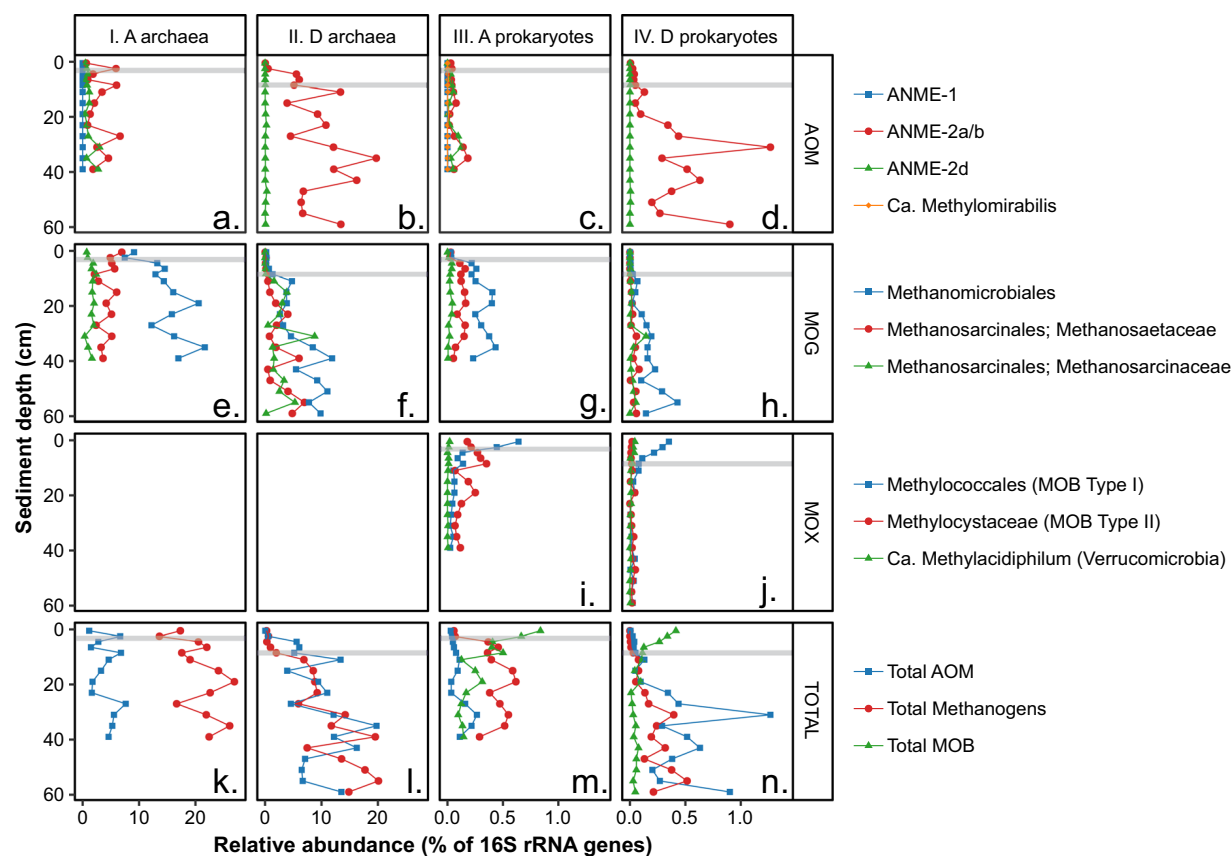 I. A archaea
II. D archaea
III. A prokaryotes
IV. D prokaryotes
0
20
40
60
a.
b.
c.
d.
AOM
ANME-1
ANME-2a/b
ANME-2d
Ca. Methylomirabilis
0
20
40
60
e.
f.
g.
h.
MOG
Methanomicrobiales
Methanosarcinales; Methanosaetaceae
Methanosarcinales; Methanosarcinaceae
0
20
40
60
i.
j.
MOX
Methylococcales (MOB Type I)
Methylocystaceae (MOB Type II)
Ca. Methylacidiphilum (Verrucomicrobia)
0
20
40
60
k.
l.
m.
n.
TOTAL
Total AOM
Total Methanogens
Total MOB
Sediment depth (cm)
0 10 20
0 10 20
0.0 0.5 1.0
0.0 0.5 1.0
Relative abundance (% of 16S rRNA genes)